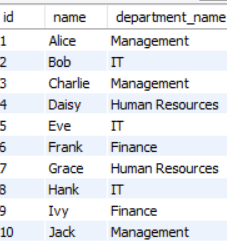 id name department_name
1 Alice Management
2 Bob IT
3 Charlie Management
4 Daisy Human Resources
5 Eve IT
6 Frank Finance
7 Grace Human Resources
8 Hank IT
9 Ivy Finance
10 Jack Management